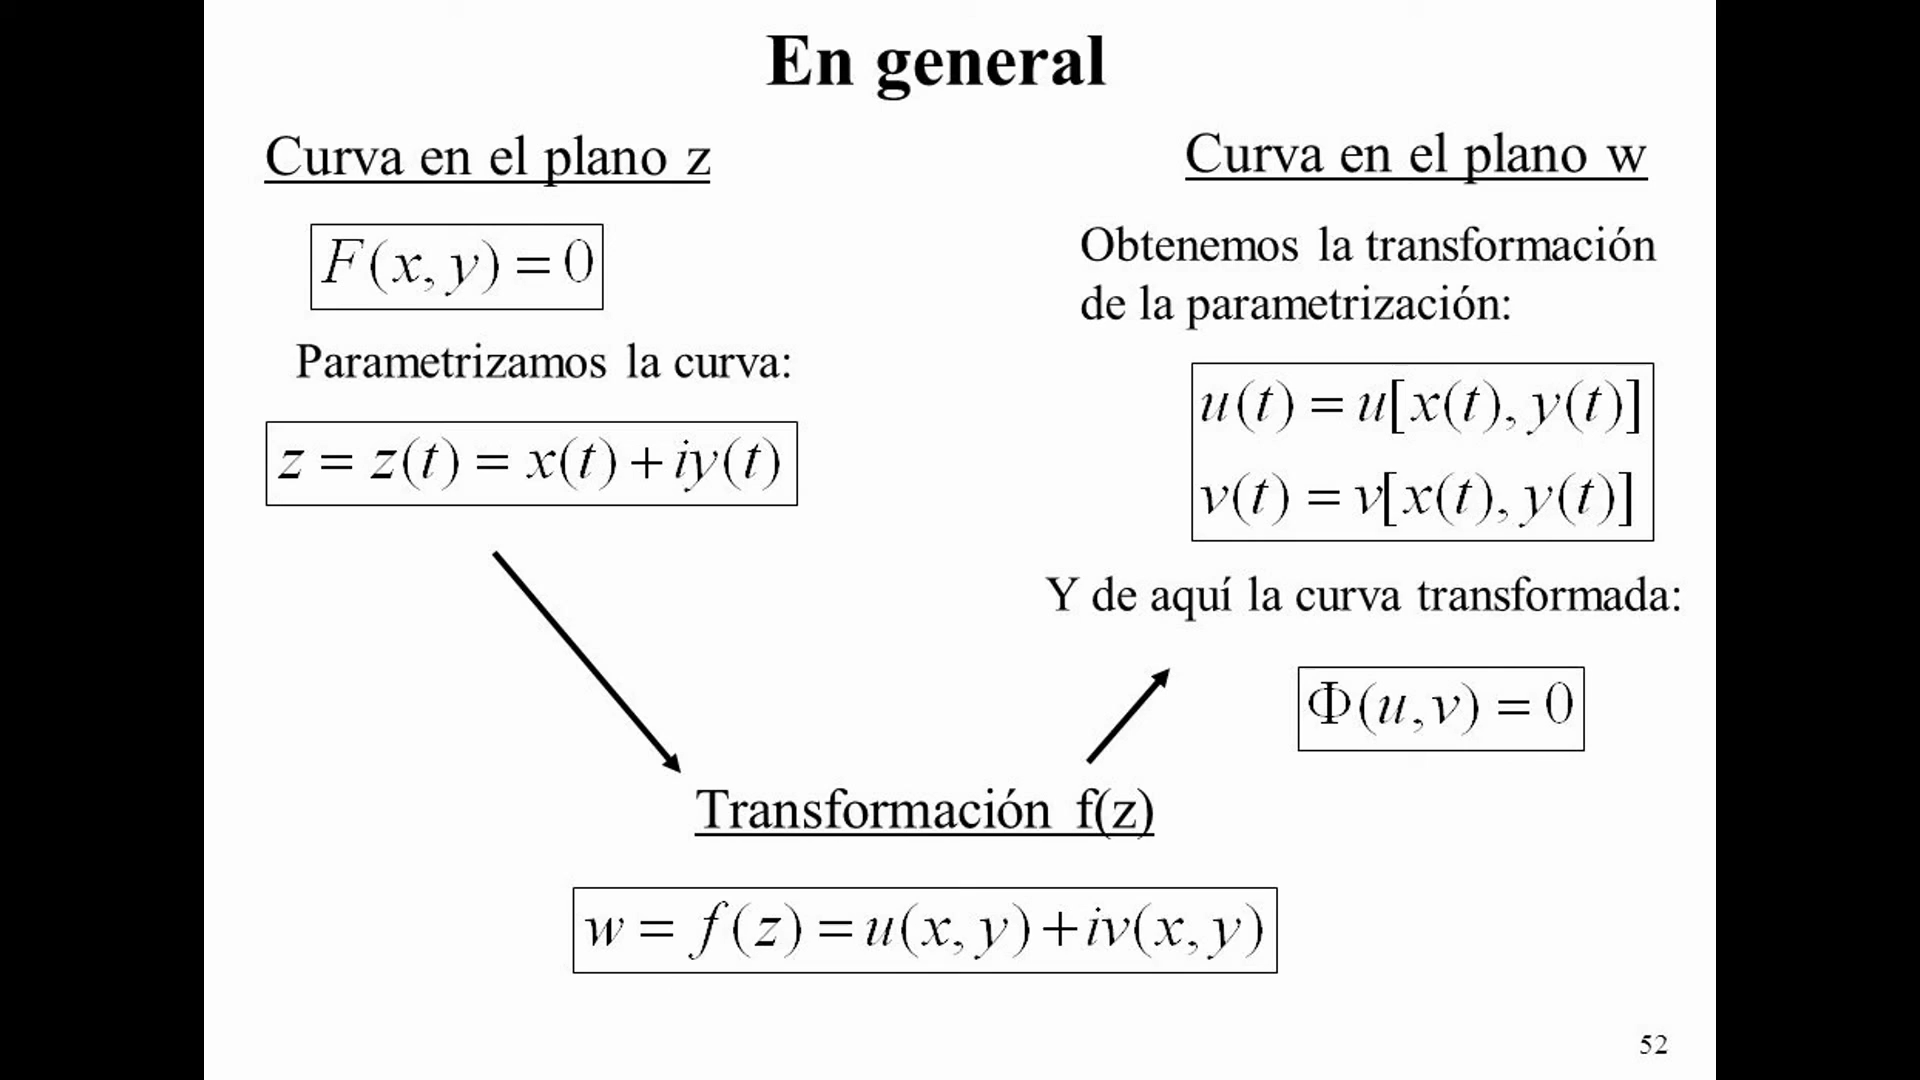 En general
Curva en el plano z
F(x, y) = 0
Parametrizamos la curva:
z = z(t) = x(t) + iy(t)
Curva en el plano w
Obtenemos la transformación
de la parametrización:
u(t) = u[x(t), y(t)]
v(t) = v[x(t), y(t)]
Y de aquí la curva transformada:
Φ(u, v) = 0
Transformación f(z)
w = f(z) = u(x, y) + iv(x, y)
52